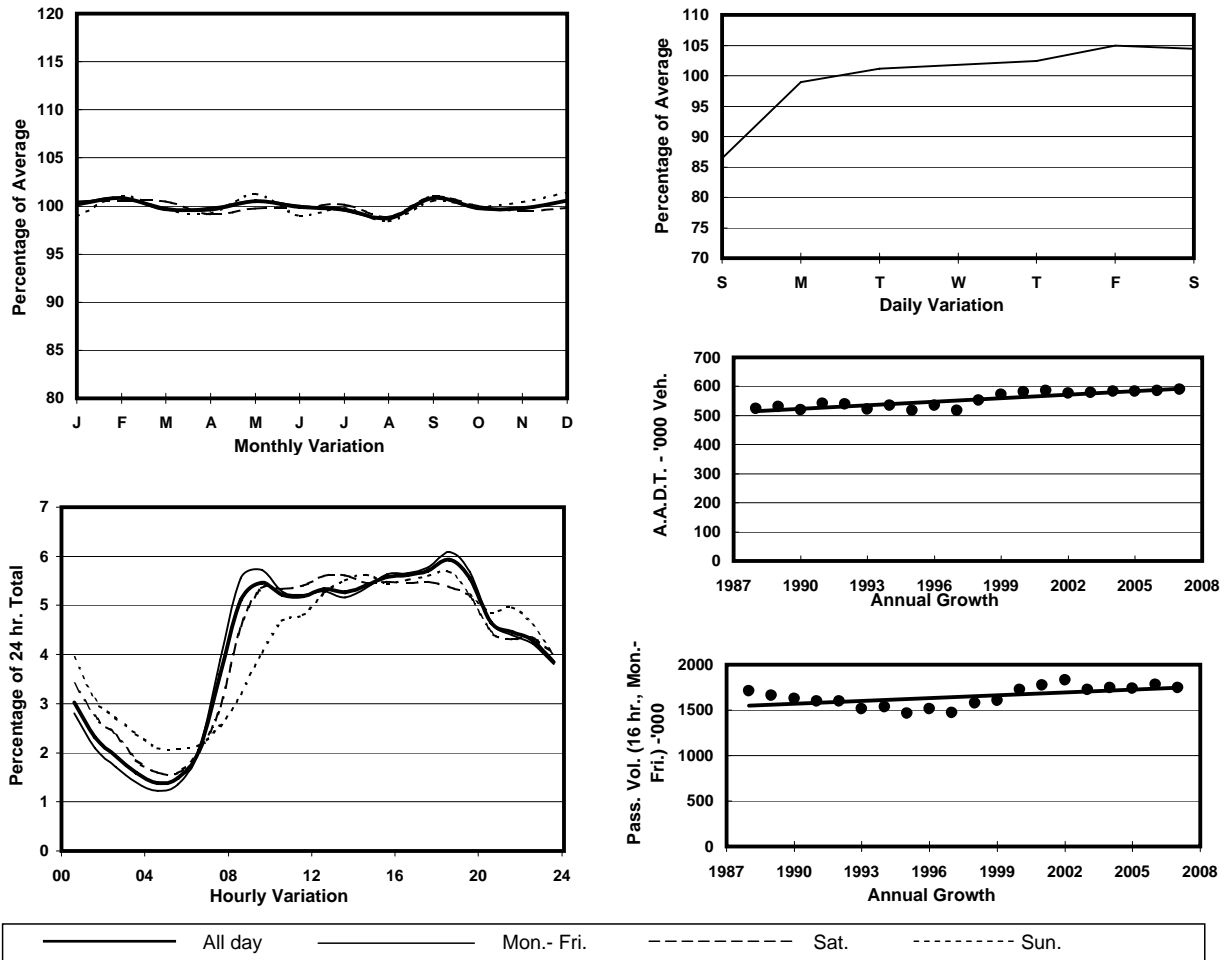 120
115
110
105
100
95
90
85
80
Percentage of Average
J F M A M J J A S O N D
Monthly Variation
110
105
100
95
90
85
80
75
70
Percentage of Average
S M T W T F S
Daily Variation
700
600
500
400
300
200
100
0
A.A.D.T. - '000 Veh.
1987 1990 1993 1996 1999 2002 2005 2008
Annual Growth
7
6
5
4
3
2
1
0
Percentage of 24 hr. Total
00 04 08 12 16 20 24
Hourly Variation
2000
1500
1000
500
0
Pass. Vol. (16 hr., Mon.-
Fri.) -'000
1987 1990 1993 1996 1999 2002 2005 2008
Annual Growth
All day Mon.- Fri. Sat. Sun.